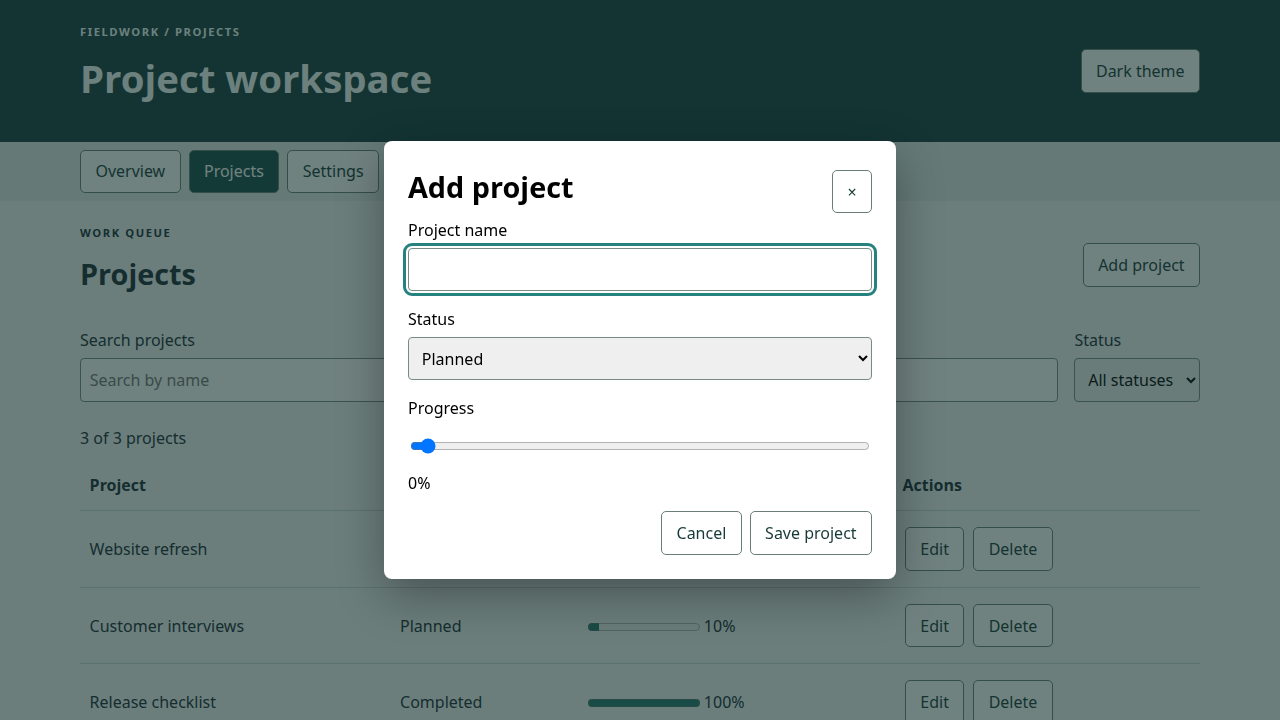 FIELDWORK / PROJECTS
Project workspace
Dark theme
Overview
Projects
Settings
WORK QUEUE
Projects
Add project
Search projects
Search by name
Status
All statuses
3 of 3 projects
Project
Actions
Website refresh
Edit
Delete
Customer interviews
Planned
10%
Edit
Delete
Release checklist
Completed
100%
Edit
Delete
Add project
×
Project name
Status
Planned
Progress
0%
Cancel
Save project